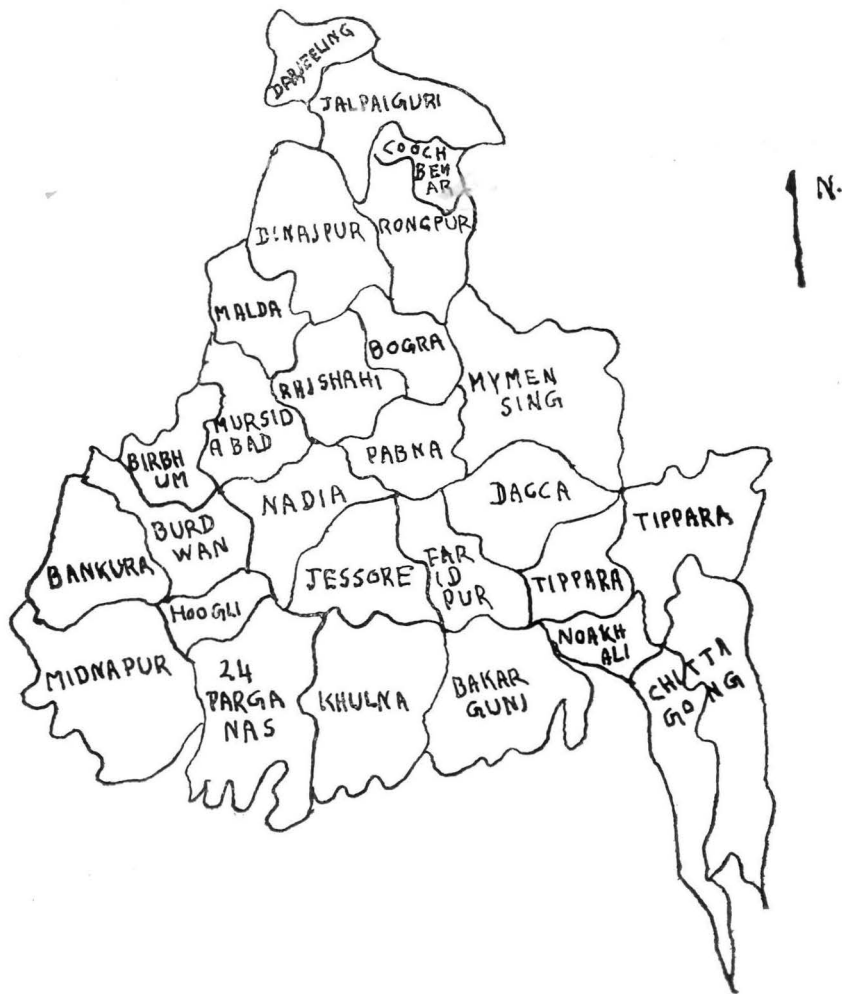 DARJEELING
JALPAIGURI
COOCH
BEH
AR
N.
DINAJPUR
RONGPUR
MALDA
BOGRA
RAJSHAHI
MYMEN
SING
MURSID
ABAD
PABNA
BIRBH
UM
NADIA
DACCA
TIPPARA
BURD
WAN
BANKURA
JESSORE
FAR
ID
PUR
TIPPARA
HOOGLI
NOAKH
ALI
MIDNAPUR
24
PARGA
NAS
KHULNA
BAKAR
GUNJ
CHITTA
GONG